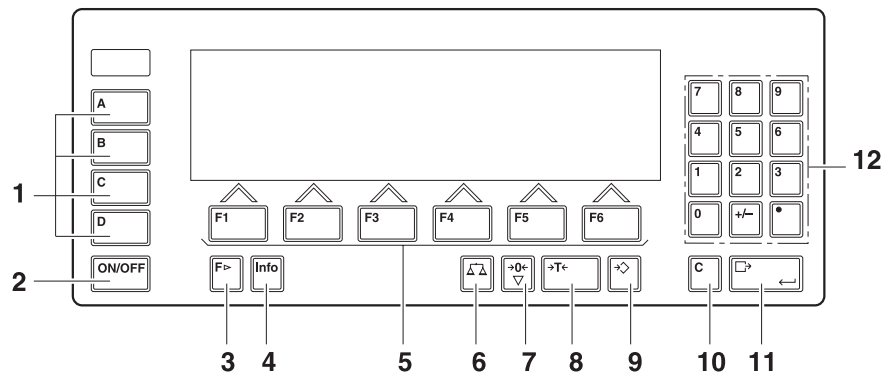 7 8 9
A
4 5 6
B
12
1 2 3
1
C
0 +/– •
D
F1 F2 F3 F4 F5 F6
2
ON/OFF
F▻ Info →0← →T← C
3 4 5 6 7 8 9 10 11